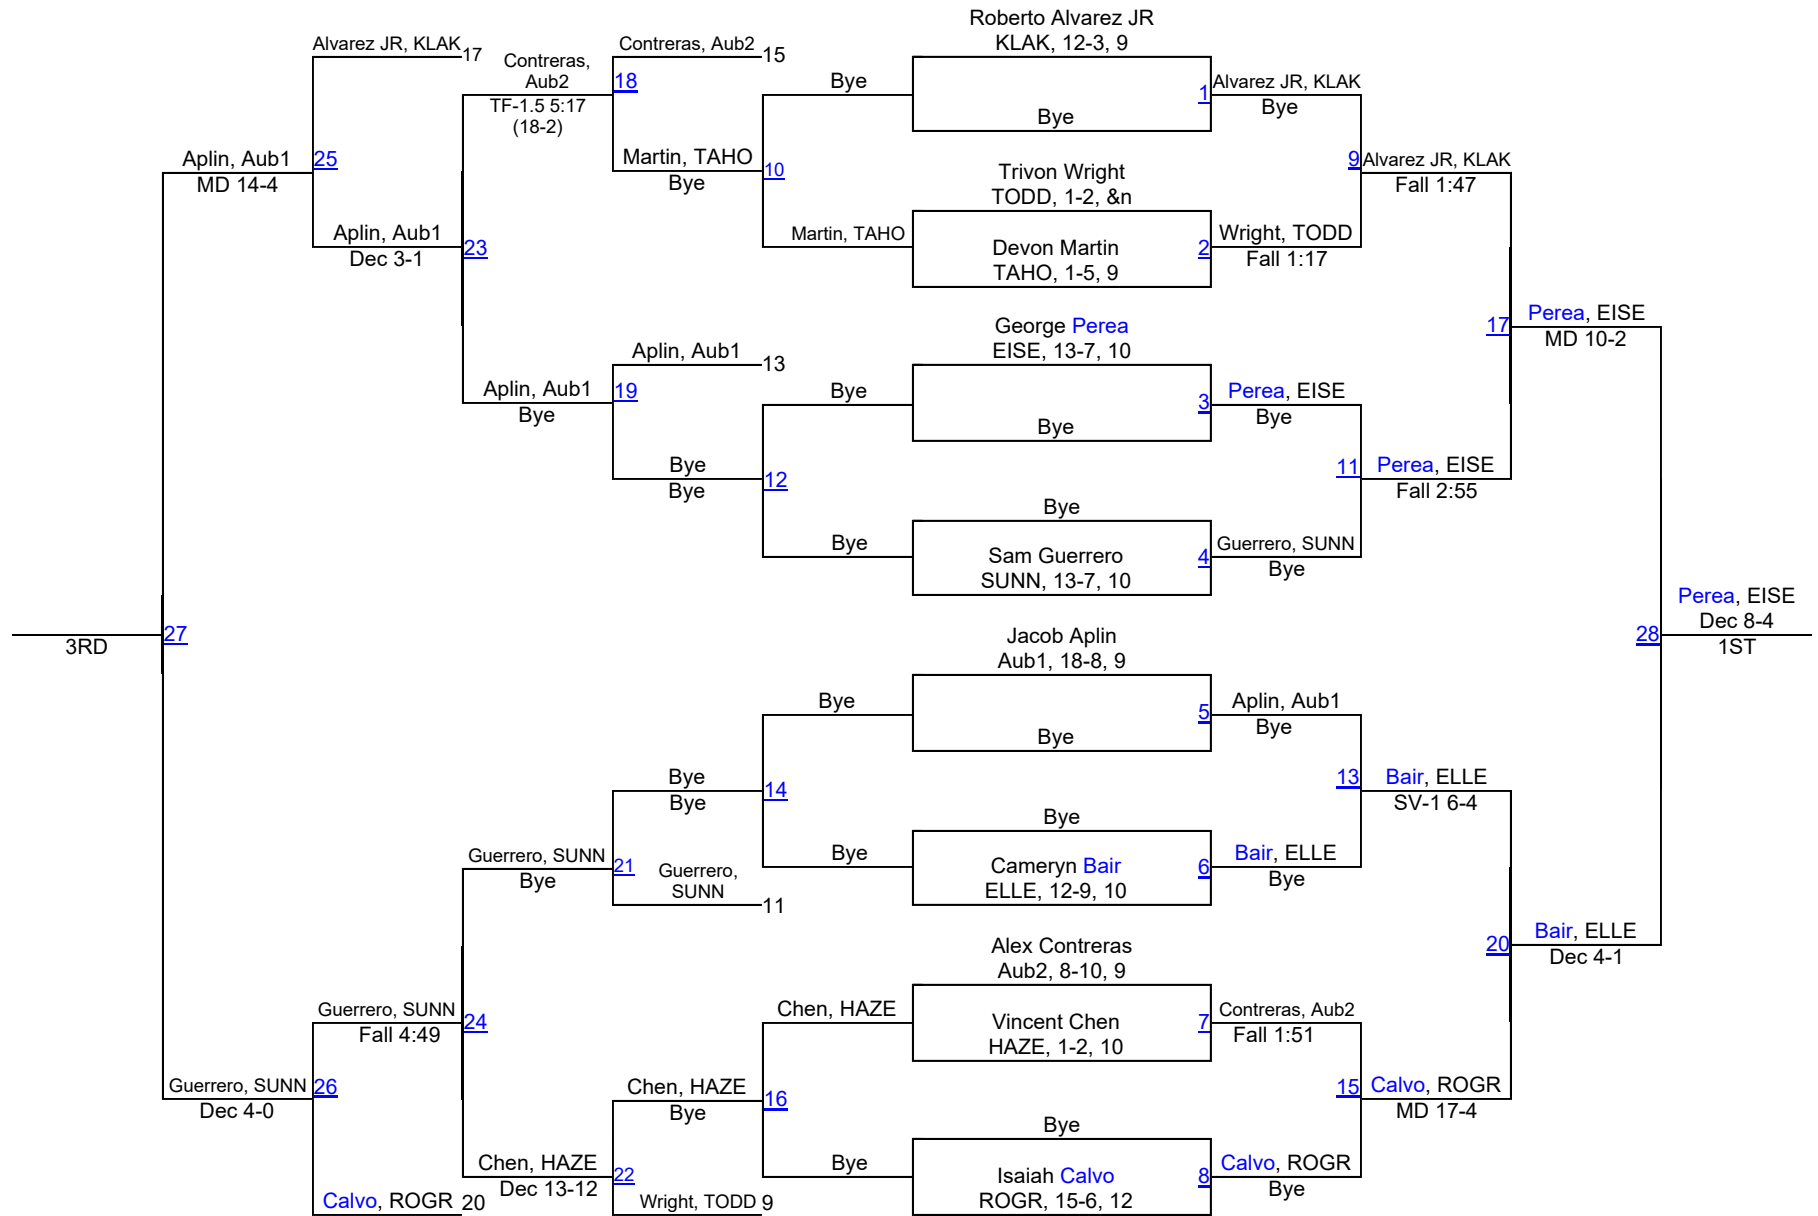 Roberto Alvarez JR
KLAK, 12-3, 9
Alvarez JR, KLAK
17
Contreras,
Aub2
TF-1.5 5:17
(18-2)
Contreras, Aub2
15
18
Bye
Bye
1
Alvarez JR, KLAK
Bye
Aplin, Aub1
MD 14-4
25
Martin, TAHO
Bye
10
Trivon Wright
TODD, 1-2, &n
9
Alvarez JR, KLAK
Fall 1:47
Aplin, Aub1
Dec 3-1
23
Martin, TAHO
Devon Martin
TAHO, 1-5, 9
2
Wright, TODD
Fall 1:17
George Perea
EISE, 13-7, 10
17
Perea, EISE
MD 10-2
Aplin, Aub1
13
Aplin, Aub1
Bye
19
Bye
Bye
3
Perea, EISE
Bye
Bye
Bye
12
11
Perea, EISE
Fall 2:55
Bye
Bye
Sam Guerrero
SUNN, 13-7, 10
4
Guerrero, SUNN
Bye
3RD
27
Jacob Aplin
Aub1, 18-8, 9
28
Perea, EISE
Dec 8-4
1ST
Bye
Bye
5
Aplin, Aub1
Bye
Bye
Bye
14
13
Bair, ELLE
SV-1 6-4
Guerrero, SUNN
Bye
21
Guerrero,
SUNN
11
Bye
Bye
Cameryn Bair
ELLE, 12-9, 10
6
Bair, ELLE
Bye
Alex Contreras
Aub2, 8-10, 9
20
Bair, ELLE
Dec 4-1
Guerrero, SUNN
Fall 4:49
24
Chen, HAZE
Vincent Chen
HAZE, 1-2, 10
7
Contreras, Aub2
Fall 1:51
Guerrero, SUNN
Dec 4-0
26
Chen, HAZE
Bye
16
15
Calvo, ROGR
MD 17-4
Bye
Calvo, ROGR
20
Chen, HAZE
Dec 13-12
22
Wright, TODD
9
Bye
Isaiah Calvo
ROGR, 15-6, 12
8
Calvo, ROGR
Bye